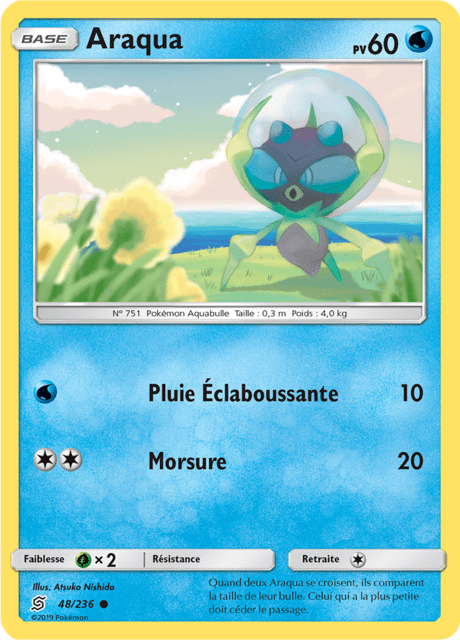 BASE Araqua PV60
N° 751 Pokémon Aquabulle Taille : 0,3 m Poids : 4,0 kg
Pluie Éclaboussante 10
Morsure 20
Faiblesse ×2 Résistance Retraite
Illus. Atsuko Nishida
48/236
©2019 Pokémon
Quand deux Araqua se croisent, ils comparent
la taille de leur bulle. Celui qui a la plus petite
doit céder le passage.